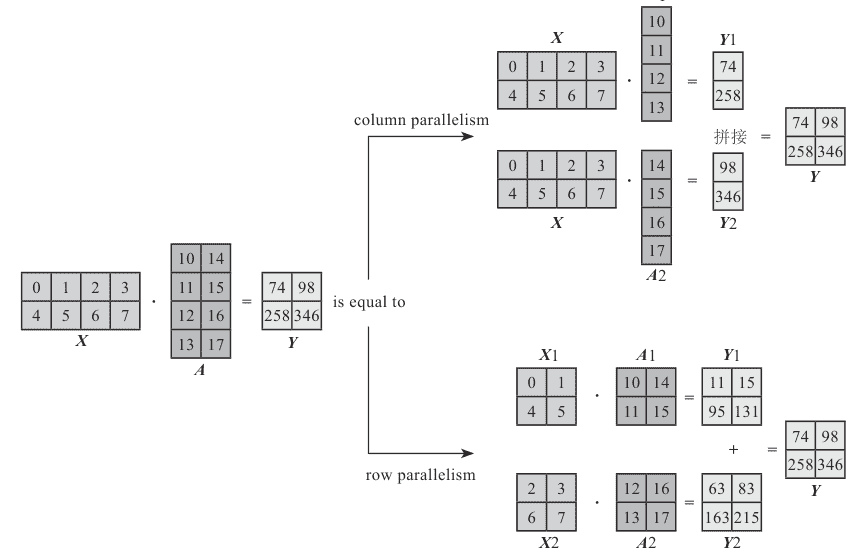 X
0 1 2 3
4 5 6 7
·
10
11
12
13
=
Y1
74
258
column parallelism
拼接 =
74 98
258 346
Y
0 1 2 3
4 5 6 7
X
·
14
15
16
17
A2
=
98
346
Y2
0 1 2 3
4 5 6 7
X
·
10 14
11 15
12 16
13 17
A
=
74 98
258 346
Y
is equal to
X1
0 1
4 5
·
A1
10 14
11 15
=
Y1
11 15
95 131
+ =
74 98
258 346
Y
row parallelism
2 3
6 7
X2
·
12 16
13 17
A2
=
63 83
163 215
Y2